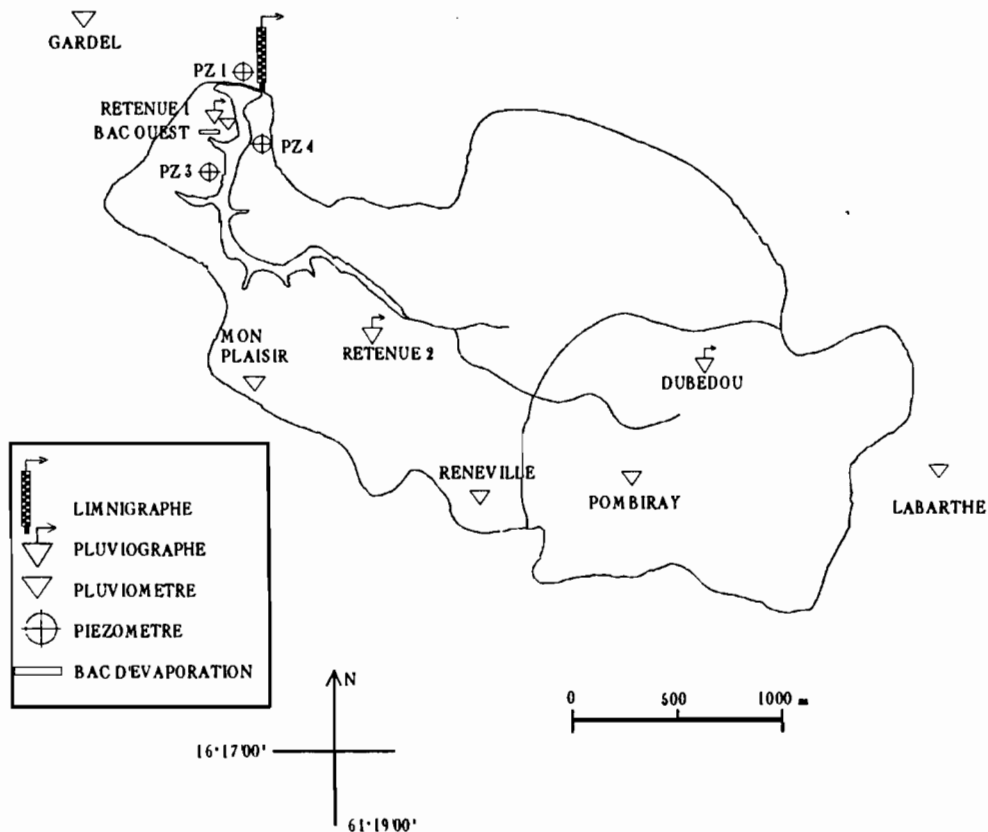 GARDEL
PZ 1
RETENUE 1
BAC OUEST
PZ 4
PZ 3
MON
PLAISIR
RETENUE 2
DUBEDOU
RENEVILLE
POMBIRAY
LABARTHE
LIMNIGRAPHE
PLUVIOGRAPHE
PLUVIOMETRE
PIEZOMETRE
BAC D'EVAPORATION
N
0 500 1000 m
16°17'00'
61°19'00'